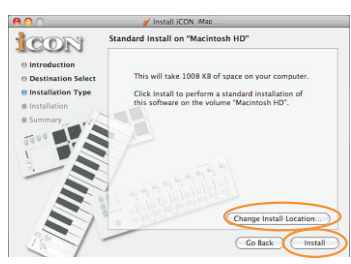 Install iCON iMap
iCON
Standard Install on "Macintosh HD"
Introduction
Destination Select
Installation Type
Installation
Summary
This will take 1008 KB of space on your computer.
Click Install to perform a standard installation of
this software on the volume "Macintosh HD".
Change Install Location...
Go Back
Install